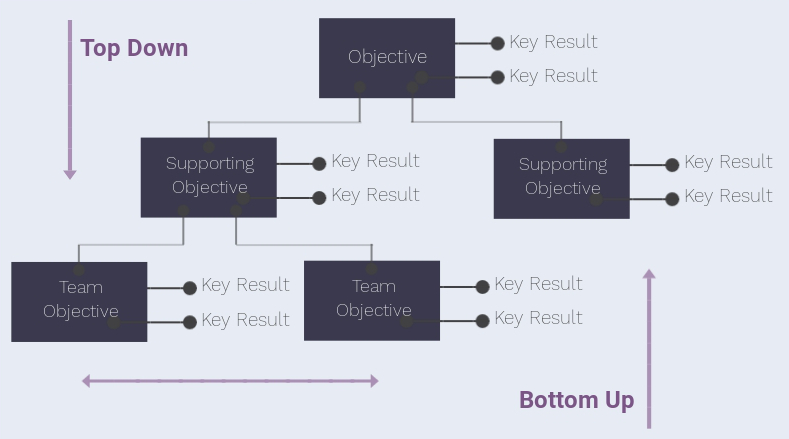 Top Down
Objective
Key Result
Key Result
Supporting
Objective
Key Result
Key Result
Supporting
Objective
Key Result
Key Result
Team
Objective
Key Result
Key Result
Team
Objective
Key Result
Key Result
Bottom Up